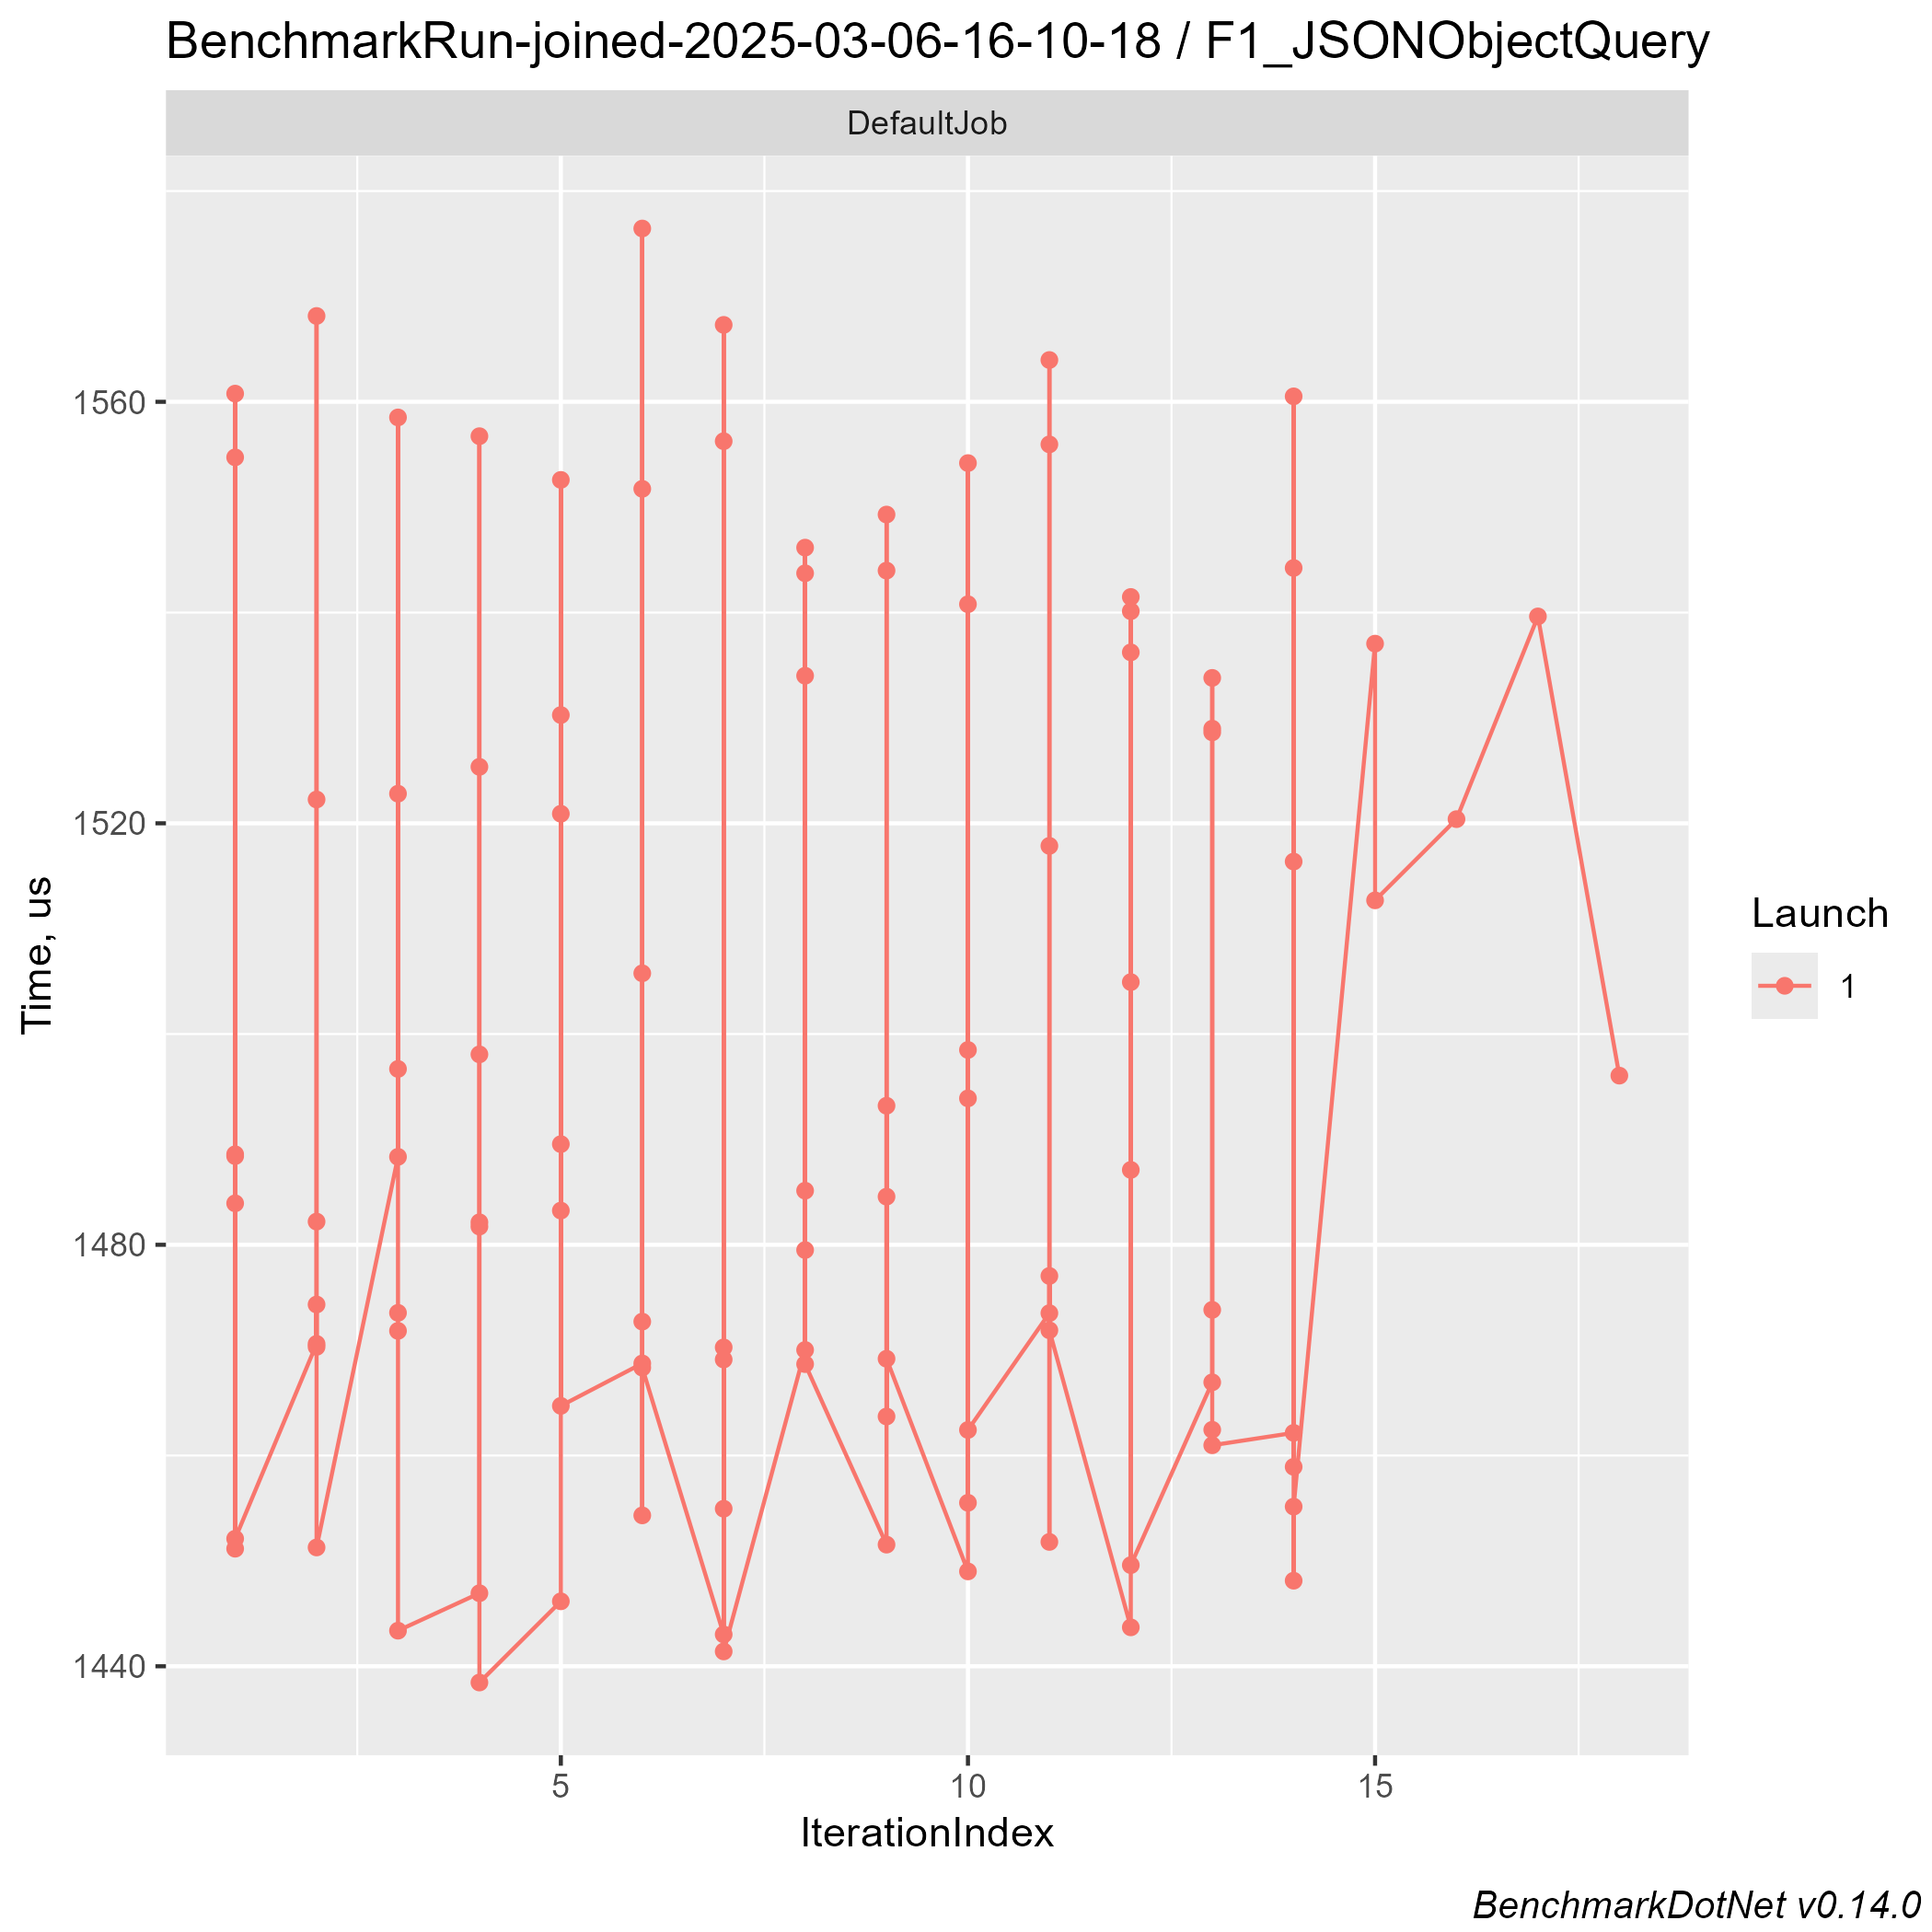 BenchmarkRun-joined-2025-03-06-16-10-18 / F1_JSONObjectQuery
DefaultJob
1560
1520
1480
1440
Time, us
5
10
15
IterationIndex
Launch
1
BenchmarkDotNet v0.14.0